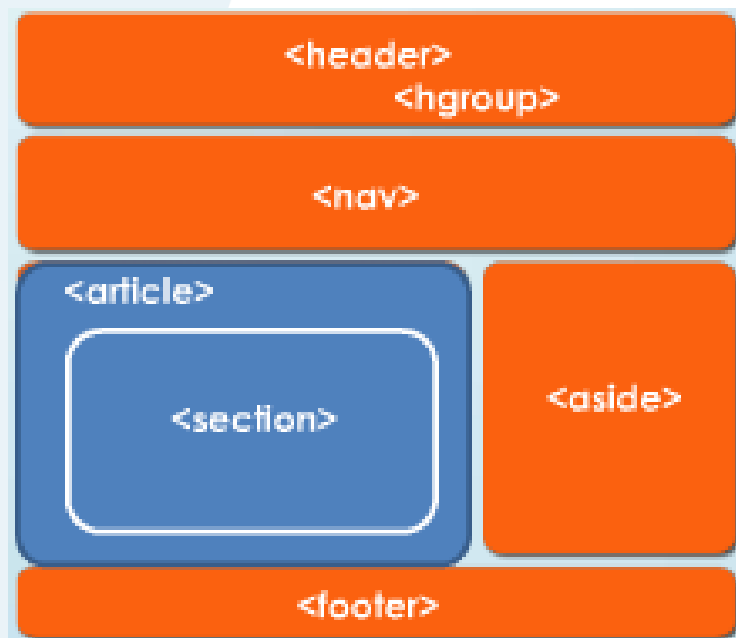 <header>
<hgroup>
<nav>
<article>
<section>
<aside>
<footer>